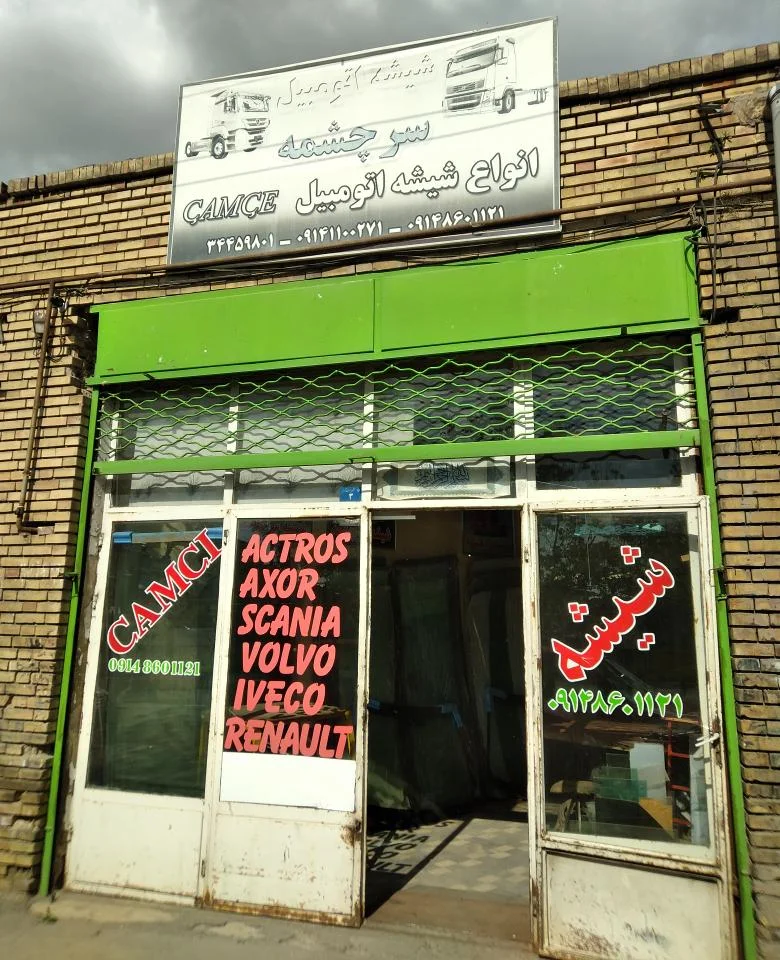 شیشه اتومبیل
سرچشمه
انواع شیشه اتومبیل
ÇAMÇE
۰۹۱۴۸۶۰۱۱۲۱ - ۰۹۱۴۱۱۰۰۲۷۱ - ۳۴۴۵۹۸۰۱
۳
CAMCI
0914 8601121
ACTROS
AXOR
SCANIA
VOLVO
IVECO
RENAULT
شیشه
۰۹۱۴۸۶۰۱۱۲۱